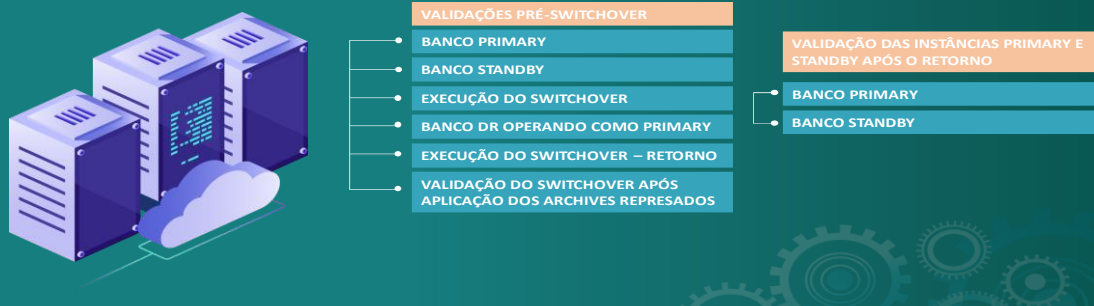 VALIDAÇÕES PRÉ-SWITCHOVER
BANCO PRIMARY
BANCO STANDBY
EXECUÇÃO DO SWITCHOVER
BANCO DR OPERANDO COMO PRIMARY
EXECUÇÃO DO SWITCHOVER – RETORNO
VALIDAÇÃO DO SWITCHOVER APÓS
APLICAÇÃO DOS ARCHIVES REPRESADOS
VALIDAÇÃO DAS INSTÂNCIAS PRIMARY E
STANDBY APÓS O RETORNO
BANCO PRIMARY
BANCO STANDBY